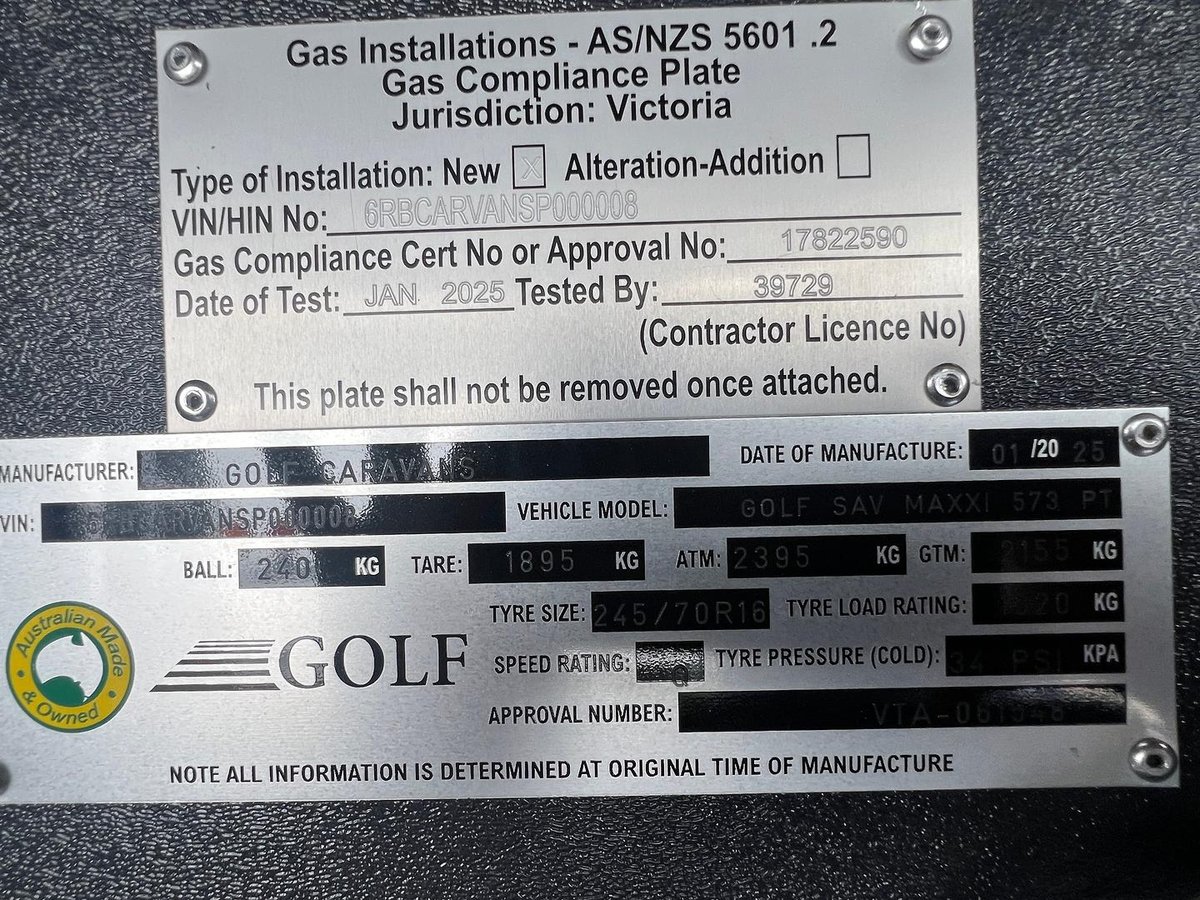 Gas Installations - AS/NZS 5601 .2
Gas Compliance Plate
Jurisdiction: Victoria
Type of Installation: New X Alteration-Addition
VIN/HIN No: 6RBCARVANSP000008
Gas Compliance Cert No or Approval No: 17822590
Date of Test: JAN 2025 Tested By: 39729
(Contractor Licence No)
This plate shall not be removed once attached.
MANUFACTURER: GOLF CARAVANS DATE OF MANUFACTURE: 01 /20 25
VIN: VEHICLE MODEL: GOLF SAV MAXXI 573 PT
BALL: 240 KG TARE: 1895 KG ATM: 2395 KG GTM: 2155 KG
TYRE SIZE: 245/70R16 TYRE LOAD RATING: KG
Australian Made & Owned
GOLF
SPEED RATING: Q TYRE PRESSURE (COLD): 34 PSI KPA
APPROVAL NUMBER:
NOTE ALL INFORMATION IS DETERMINED AT ORIGINAL TIME OF MANUFACTURE